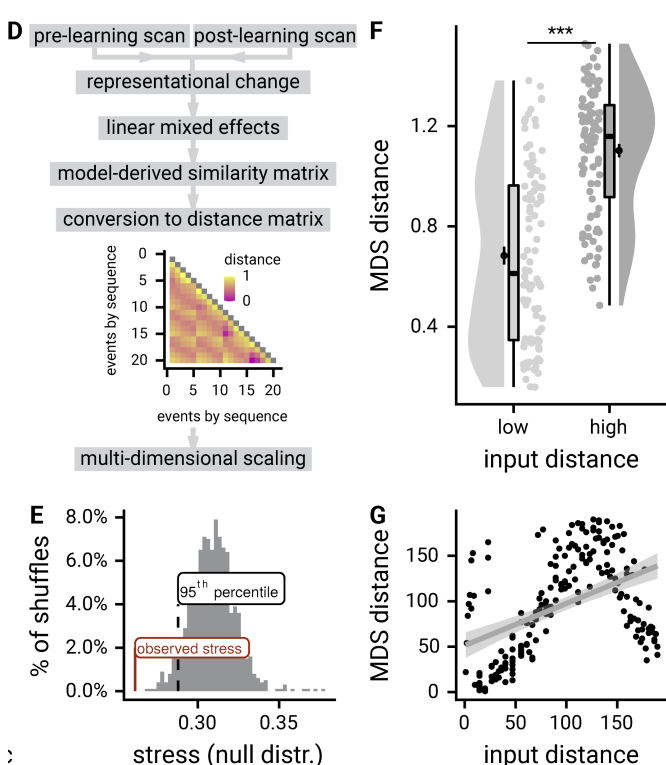 D
pre-learning scan
post-learning scan
representational change
linear mixed effects
model-derived similarity matrix
conversion to distance matrix
events by sequence
0
5
10
15
20
distance
1
0
0 5 10 15 20
events by sequence
multi-dimensional scaling
F
***
MDS distance
1.2
0.8
0.4
low high
input distance
E
% of shuffles
8.0%
6.0%
4.0%
2.0%
0.0%
95th percentile
observed stress
0.30 0.35
stress (null distr.)
G
MDS distance
150
100
50
0
0 50 100 150
input distance